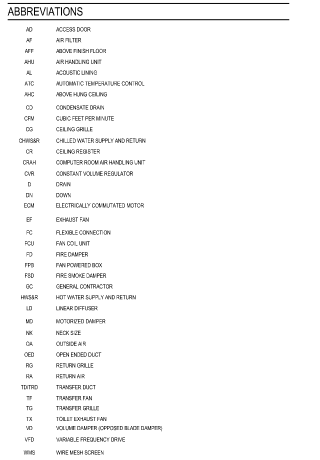 ABBREVIATIONS
AD ACCESS DOOR
AF AIR FILTER
AFF ABOVE FINISH FLOOR
AHU AIR HANDLING UNIT
AL ACOUSTIC LINING
ATC AUTOMATIC TEMPERATURE CONTROL
AHC ABOVE HUNG CEILING
CD CONDENSATE DRAIN
CFM CUBIC FEET PER MINUTE
CG CEILING GRILLE
CHWS&R CHILLED WATER SUPPLY AND RETURN
CR CEILING REGISTER
CRAH COMPUTER ROOM AIR HANDLING UNIT
CVR CONSTANT VOLUME REGULATOR
D DRAIN
DN DOWN
ECM ELECTRICALLY COMMUTATED MOTOR
EF EXHAUST FAN
FC FLEXIBLE CONNECTION
FCU FAN COIL UNIT
FD FIRE DAMPER
FPB FAN POWERED BOX
FSD FIRE SMOKE DAMPER
GC GENERAL CONTRACTOR
HWS&R HOT WATER SUPPLY AND RETURN
LD LINEAR DIFFUSER
MD MOTORIZED DAMPER
NK NECK SIZE
OA OUTSIDE AIR
OED OPEN ENDED DUCT
RG RETURN GRILLE
RA RETURN AIR
TD/TRD TRANSFER DUCT
TF TRANSFER FAN
TG TRANSFER GRILLE
TX TOILET EXHAUST FAN
VD VOLUME DAMPER (OPPOSED BLADE DAMPER)
VFD VARIABLE FREQUENCY DRIVE
WMS WIRE MESH SCREEN